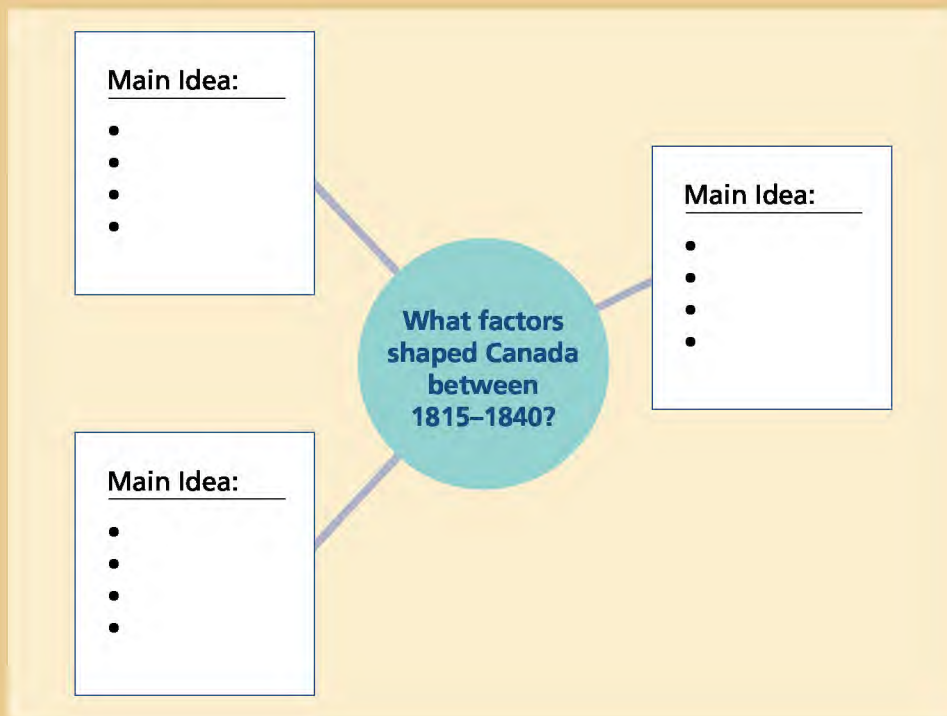 Main Idea:
•
•
•
•
Main Idea:
•
•
•
•
What factors
shaped Canada
between
1815–1840?
Main Idea:
•
•
•
•